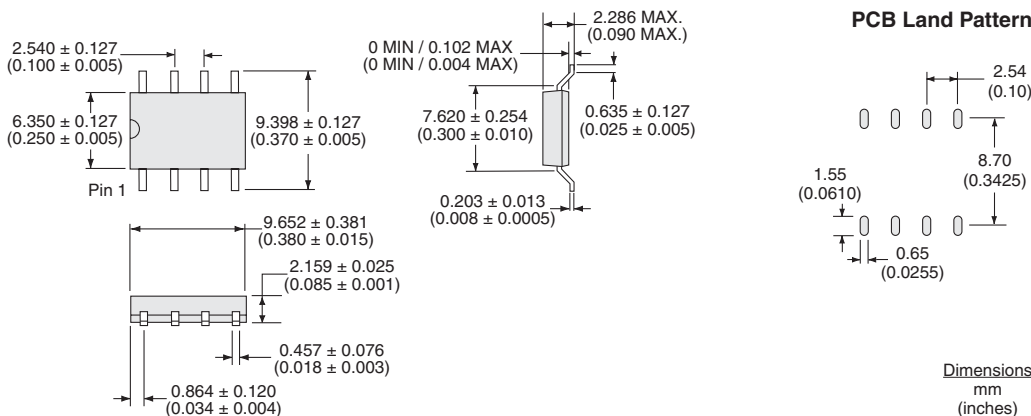 2.540 ± 0.127
(0.100 ± 0.005)
6.350 ± 0.127
(0.250 ± 0.005)
9.398 ± 0.127
(0.370 ± 0.005)
Pin 1
9.652 ± 0.381
(0.380 ± 0.015)
2.159 ± 0.025
(0.085 ± 0.001)
0.457 ± 0.076
(0.018 ± 0.003)
0.864 ± 0.120
(0.034 ± 0.004)
2.286 MAX.
(0.090 MAX.)
0 MIN / 0.102 MAX
(0 MIN / 0.004 MAX)
7.620 ± 0.254
(0.300 ± 0.010)
0.635 ± 0.127
(0.025 ± 0.005)
0.203 ± 0.013
(0.008 ± 0.0005)
PCB Land Pattern
2.54
(0.10)
8.70
(0.3425)
1.55
(0.0610)
0.65
(0.0255)
Dimensions
mm
(inches)